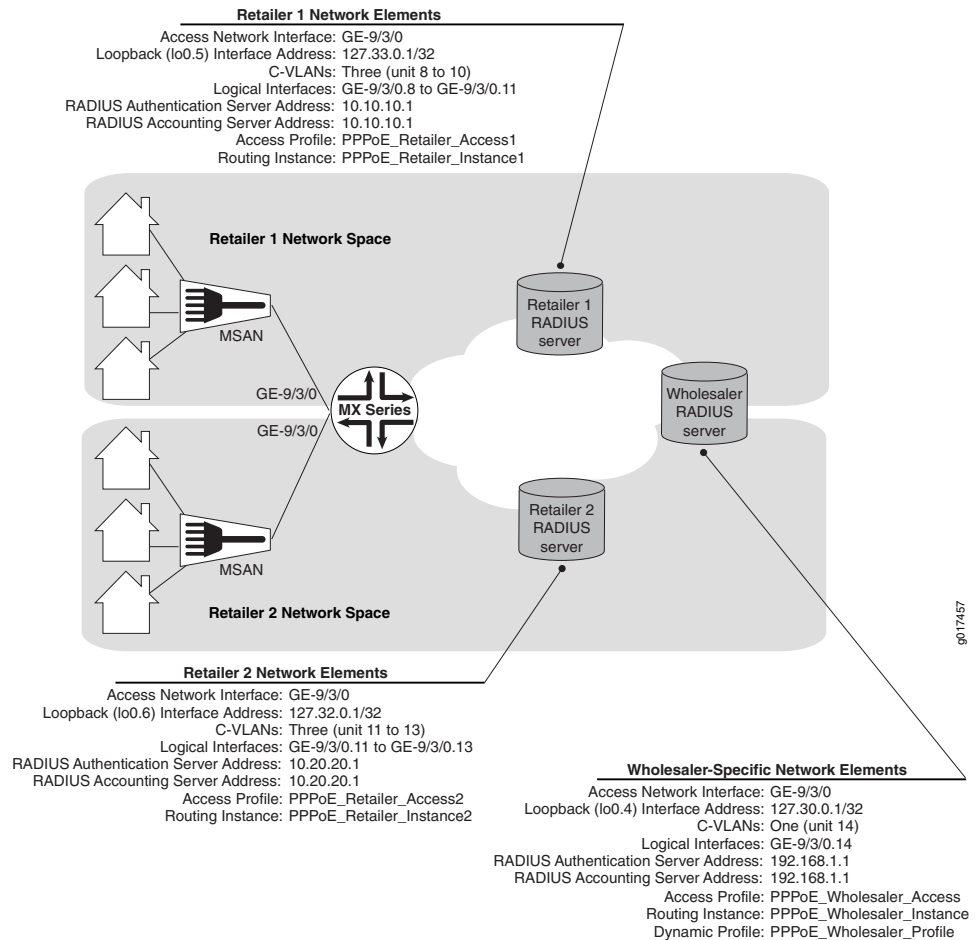 Retailer 1 Network Elements
Access Network Interface: GE-9/3/0
Loopback (lo0.5) Interface Address: 127.33.0.1/32
C-VLANs: Three (unit 8 to 10)
Logical Interfaces: GE-9/3/0.8 to GE-9/3/0.11
RADIUS Authentication Server Address: 10.10.10.1
RADIUS Accounting Server Address: 10.10.10.1
Access Profile: PPPoE_Retailer_Access1
Routing Instance: PPPoE_Retailer_Instance1
Retailer 1 Network Space
MSAN
GE-9/3/0
MX Series
GE-9/3/0
Retailer 1
RADIUS
server
Wholesaler
RADIUS
server
Retailer 2
RADIUS
server
MSAN
Retailer 2 Network Space
g017457
Retailer 2 Network Elements
Access Network Interface: GE-9/3/0
Loopback (lo0.6) Interface Address: 127.32.0.1/32
C-VLANs: Three (unit 11 to 13)
Logical Interfaces: GE-9/3/0.11 to GE-9/3/0.13
RADIUS Authentication Server Address: 10.20.20.1
RADIUS Accounting Server Address: 10.20.20.1
Access Profile: PPPoE_Retailer_Access2
Routing Instance: PPPoE_Retailer_Instance2
Wholesaler-Specific Network Elements
Access Network Interface: GE-9/3/0
Loopback (lo0.4) Interface Address: 127.30.0.1/32
C-VLANs: One (unit 14)
Logical Interfaces: GE-9/3/0.14
RADIUS Authentication Server Address: 192.168.1.1
RADIUS Accounting Server Address: 192.168.1.1
Access Profile: PPPoE_Wholesaler_Access
Routing Instance: PPPoE_Wholesaler_Instance
Dynamic Profile: PPPoE_Wholesaler_Profile